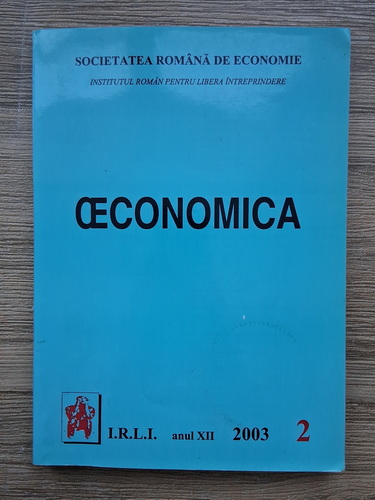 SOCIETATEA ROMÂNĂ DE ECONOMIE
INSTITUTUL ROMÂN PENTRU LIBERA ÎNTREPRINDERE
ŒCONOMICA
I.R.L.I. anul XII 2003 2